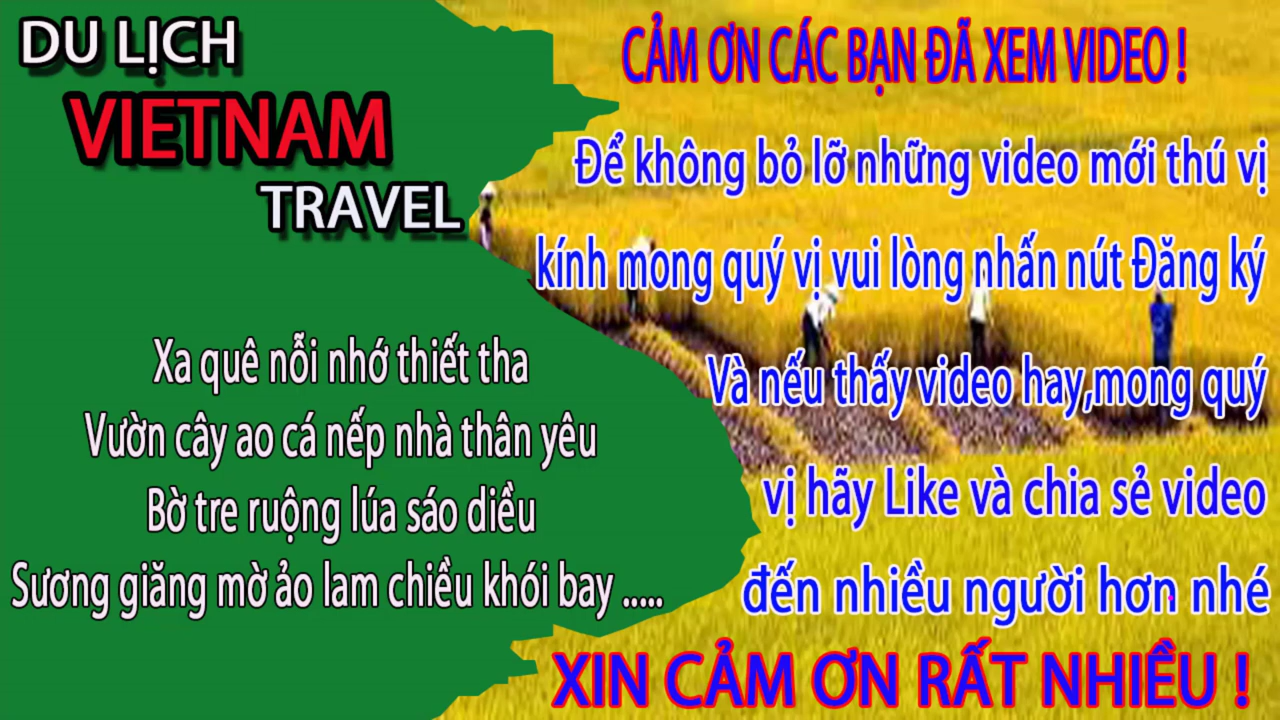 DU LỊCH
VIETNAM
TRAVEL
Xa quê nỗi nhớ thiết tha
Vườn cây ao cá nếp nhà thân yêu
Bờ tre ruộng lúa sáo diều
Sương giăng mờ ảo lam chiều khói bay .....
CẢM ƠN CÁC BẠN ĐÃ XEM VIDEO !
Để không bỏ lỡ những video mới thú vị
kính mong quý vị vui lòng nhấn nút Đăng ký
Và nếu thấy video hay,mong quý
vị hãy Like và chia sẻ video
đến nhiều người hơn nhé
XIN CẢM ƠN RẤT NHIỀU !